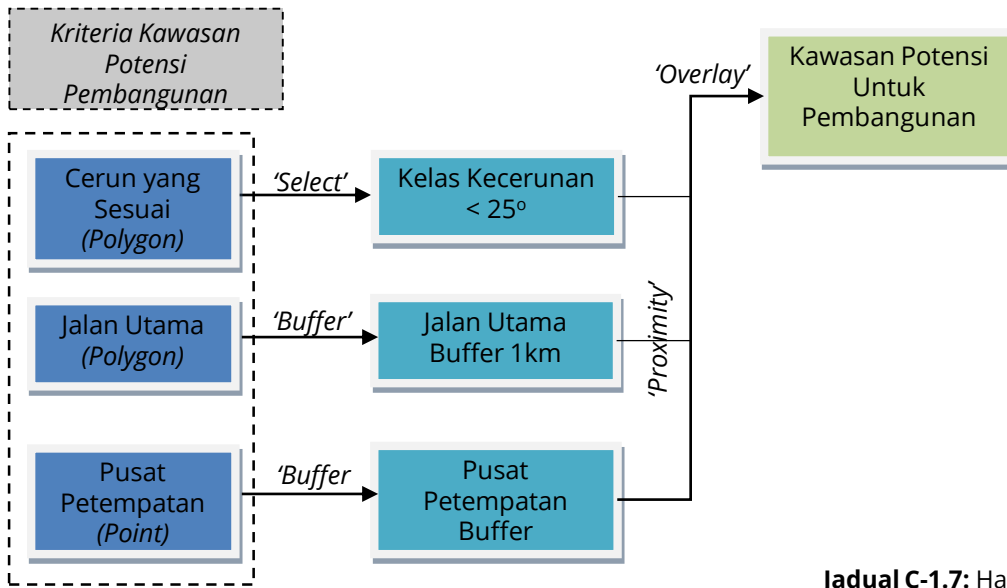 Kriteria Kawasan
Potensi
Pembangunan
Kawasan Potensi
Untuk
Pembangunan
‘Overlay’
Cerun yang
Sesuai
(Polygon)
‘Select’
Kelas Kecerunan
< 25º
Jalan Utama
(Polygon)
‘Buffer’
Jalan Utama
Buffer 1km
‘Proximity’
Pusat
Petempatan
(Point)
‘Buffer
Pusat
Petempatan
Buffer
Jadual C-1.7: Ha